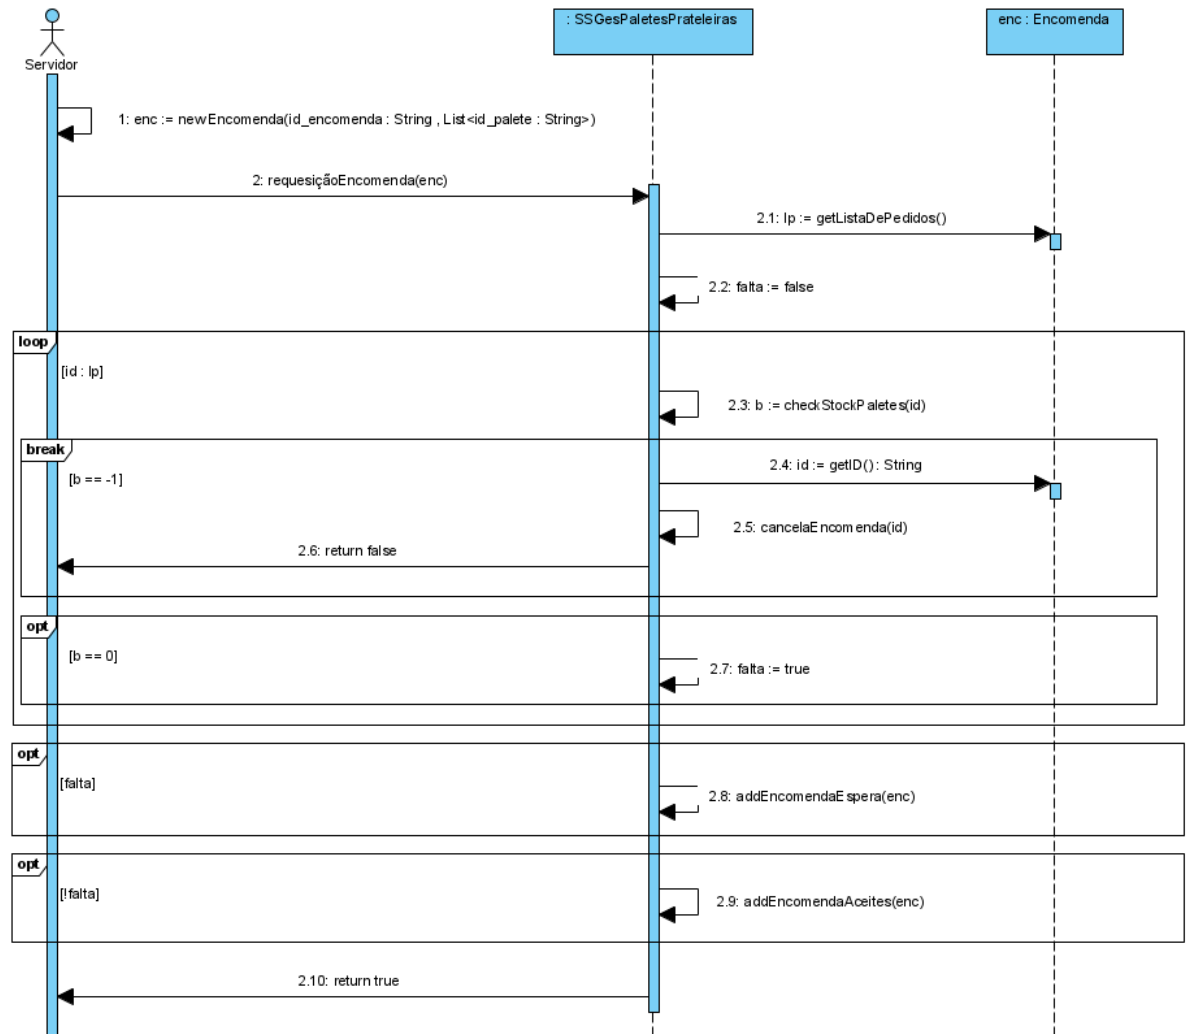 Servidor
: SSGesPaletesPrateleiras
enc : Encomenda
1: enc := newEncomenda(id_encomenda : String , List<id_palete : String>)
2: requesiçãoEncomenda(enc)
2.1: lp := getListaDePedidos()
2.2: falta := false
loop
[id : lp]
2.3: b := checkStockPaletes(id)
break
[b == -1]
2.4: id := getID() : String
2.5: cancelaEncomenda(id)
2.6: return false
opt
[b == 0]
2.7: falta := true
opt
[falta]
2.8: addEncomendaEspera(enc)
opt
[!falta]
2.9: addEncomendaAceites(enc)
2.10: return true